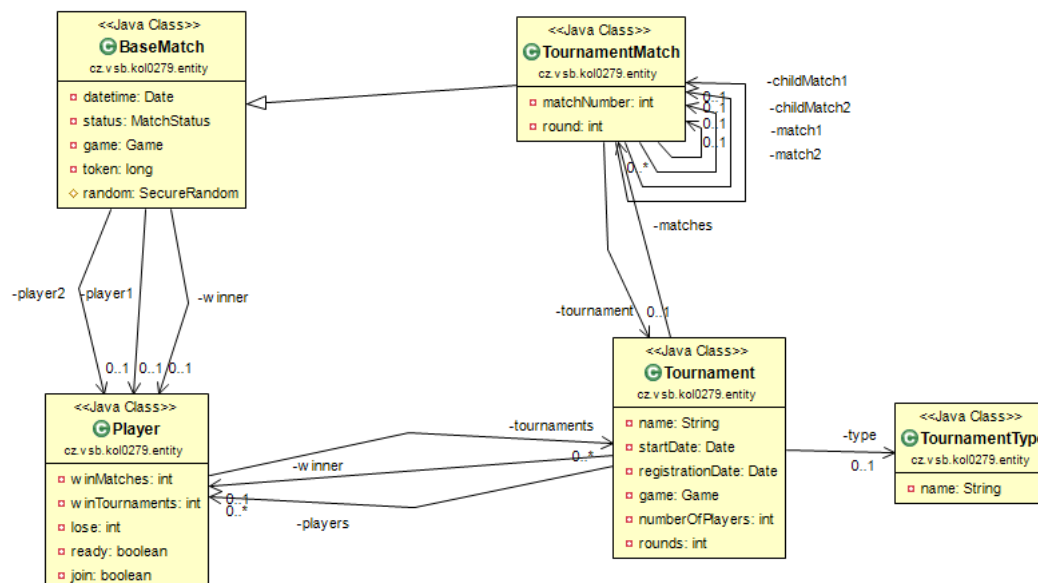 <<Java Class>>
BaseMatch
cz.vsb.kol0279.entity
datetime: Date
status: MatchStatus
game: Game
token: long
random: SecureRandom
<<Java Class>>
TournamentMatch
cz.vsb.kol0279.entity
matchNumber: int
round: int
-childMatch1
0..1
0..1
-childMatch2
0..1
-match1
0..1
-match2
0..*
-matches
-player2
-player1
-winner
0..1
0..1
0..1
-tournament
0..1
<<Java Class>>
Player
cz.vsb.kol0279.entity
winMatches: int
winTournaments: int
lose: int
ready: boolean
join: boolean
-tournaments
0..*
-winner
0..1
0..*
-players
<<Java Class>>
Tournament
cz.vsb.kol0279.entity
name: String
startDate: Date
registrationDate: Date
game: Game
numberOfPlayers: int
rounds: int
-type
0..1
<<Java Class>>
TournamentType
cz.vsb.kol0279.entity
name: String